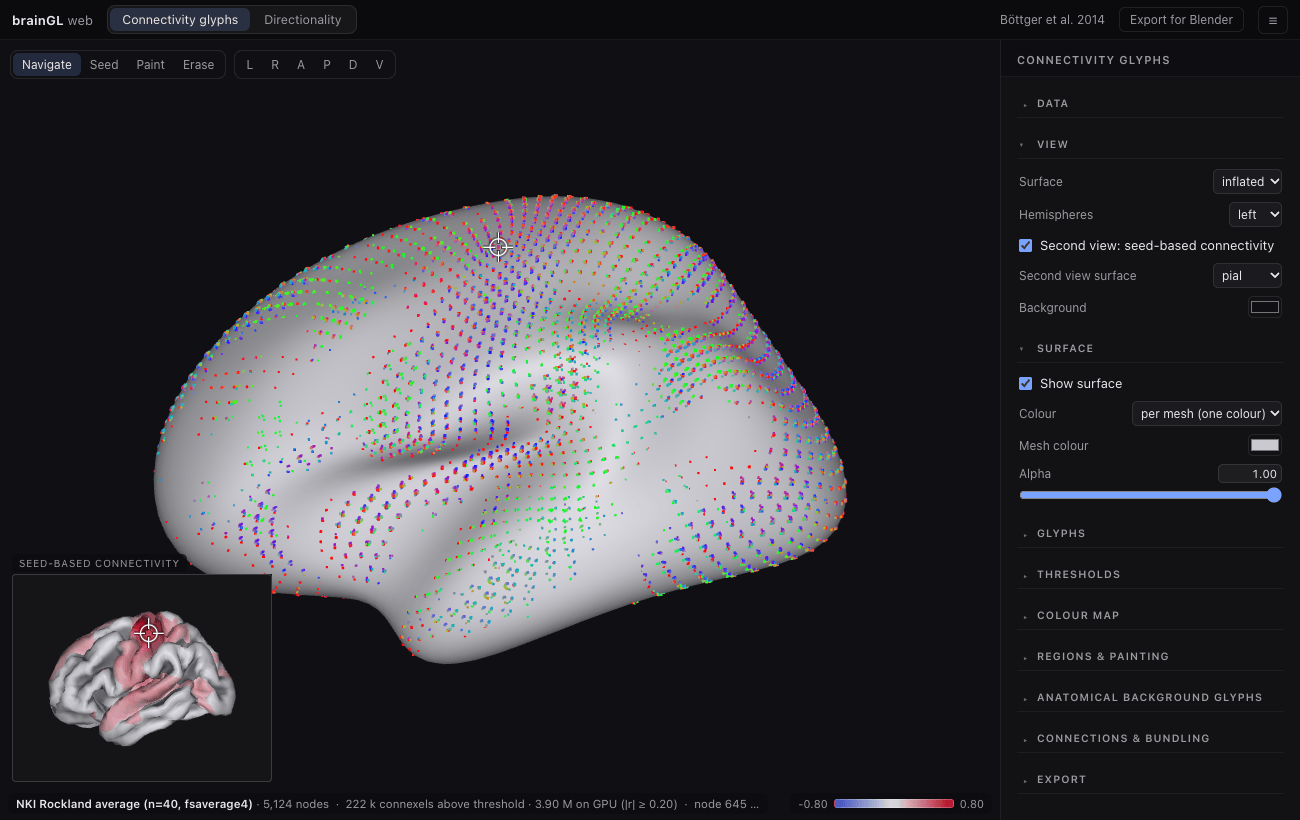 brainGL web
Connectivity glyphs
Directionality
Böttger et al. 2014
Export for Blender
≡
Navigate
Seed
Paint
Erase
L R A P D V
CONNECTIVITY GLYPHS
DATA
VIEW
Surface inflated
Hemispheres left
Second view: seed-based connectivity
Second view surface pial
Background
SURFACE
Show surface
Colour per mesh (one colour)
Mesh colour
Alpha 1.00
GLYPHS
THRESHOLDS
COLOUR MAP
REGIONS & PAINTING
ANATOMICAL BACKGROUND GLYPHS
CONNECTIONS & BUNDLING
EXPORT
SEED-BASED CONNECTIVITY
NKI Rockland average (n=40, fsaverage4) · 5,124 nodes · 222 k connexels above threshold · 3.90 M on GPU (|r| ≥ 0.20) · node 645 ...
-0.80 0.80